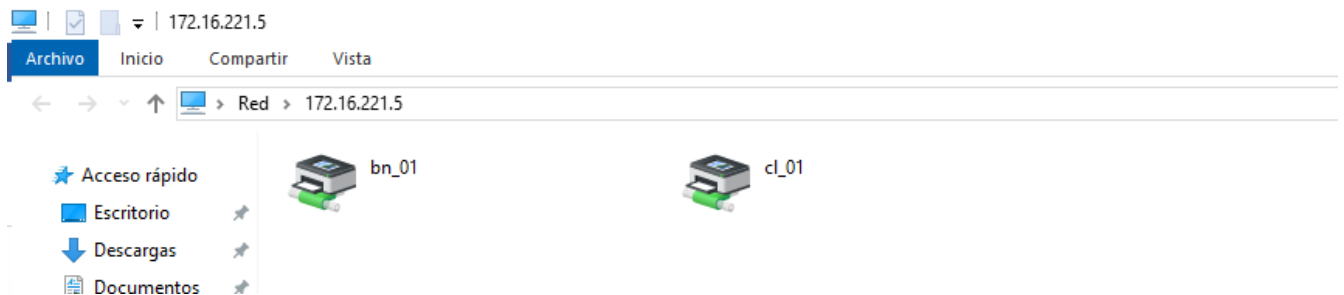 172.16.221.5
Archivo Inicio Compartir Vista
Red > 172.16.221.5
Acceso rápido
bn_01 cl_01
Escritorio
Descargas
Documentos